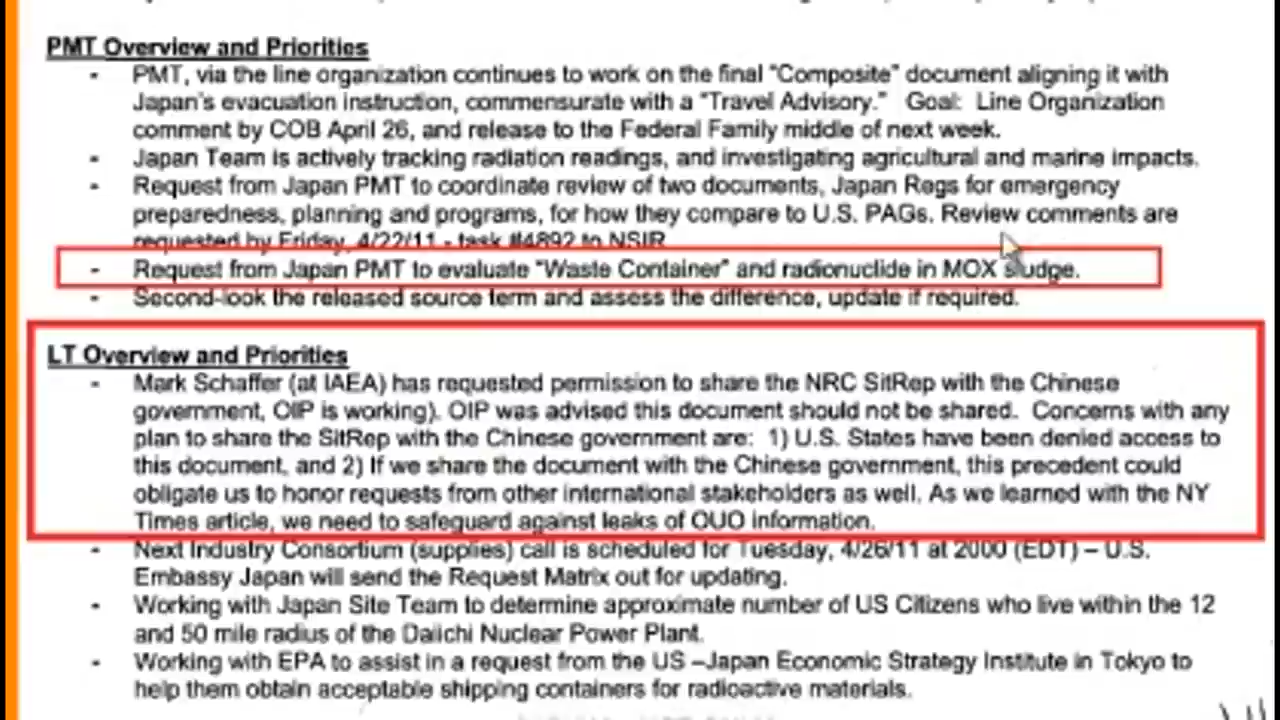 PMT Overview and Priorities
- PMT, via the line organization continues to work on the final "Composite" document aligning it with
Japan's evacuation instruction, commensurate with a "Travel Advisory." Goal: Line Organization
comment by COB April 26, and release to the Federal Family middle of next week.
- Japan Team is actively tracking radiation readings, and investigating agricultural and marine impacts.
- Request from Japan PMT to coordinate review of two documents, Japan Regs for emergency
preparedness, planning and programs, for how they compare to U.S. PAGs. Review comments are
requested by Friday, 4/22/11 - task #4892 to NSIR
- Request from Japan PMT to evaluate "Waste Container" and radionuclide in MOX sludge.
- Second-look the released source term and assess the difference, update if required.
LT Overview and Priorities
- Mark Schaffer (at IAEA) has requested permission to share the NRC SitRep with the Chinese
government, OIP is working). OIP was advised this document should not be shared. Concerns with any
plan to share the SitRep with the Chinese government are: 1) U.S. States have been denied access to
this document, and 2) If we share the document with the Chinese government, this precedent could
obligate us to honor requests from other international stakeholders as well. As we learned with the NY
Times article, we need to safeguard against leaks of OUO information.
- Next Industry Consortium (supplies) call is scheduled for Tuesday, 4/26/11 at 2000 (EDT) – U.S.
Embassy Japan will send the Request Matrix out for updating.
- Working with Japan Site Team to determine approximate number of US Citizens who live within the 12
and 50 mile radius of the Daiichi Nuclear Power Plant.
- Working with EPA to assist in a request from the US –Japan Economic Strategy Institute in Tokyo to
help them obtain acceptable shipping containers for radioactive materials.